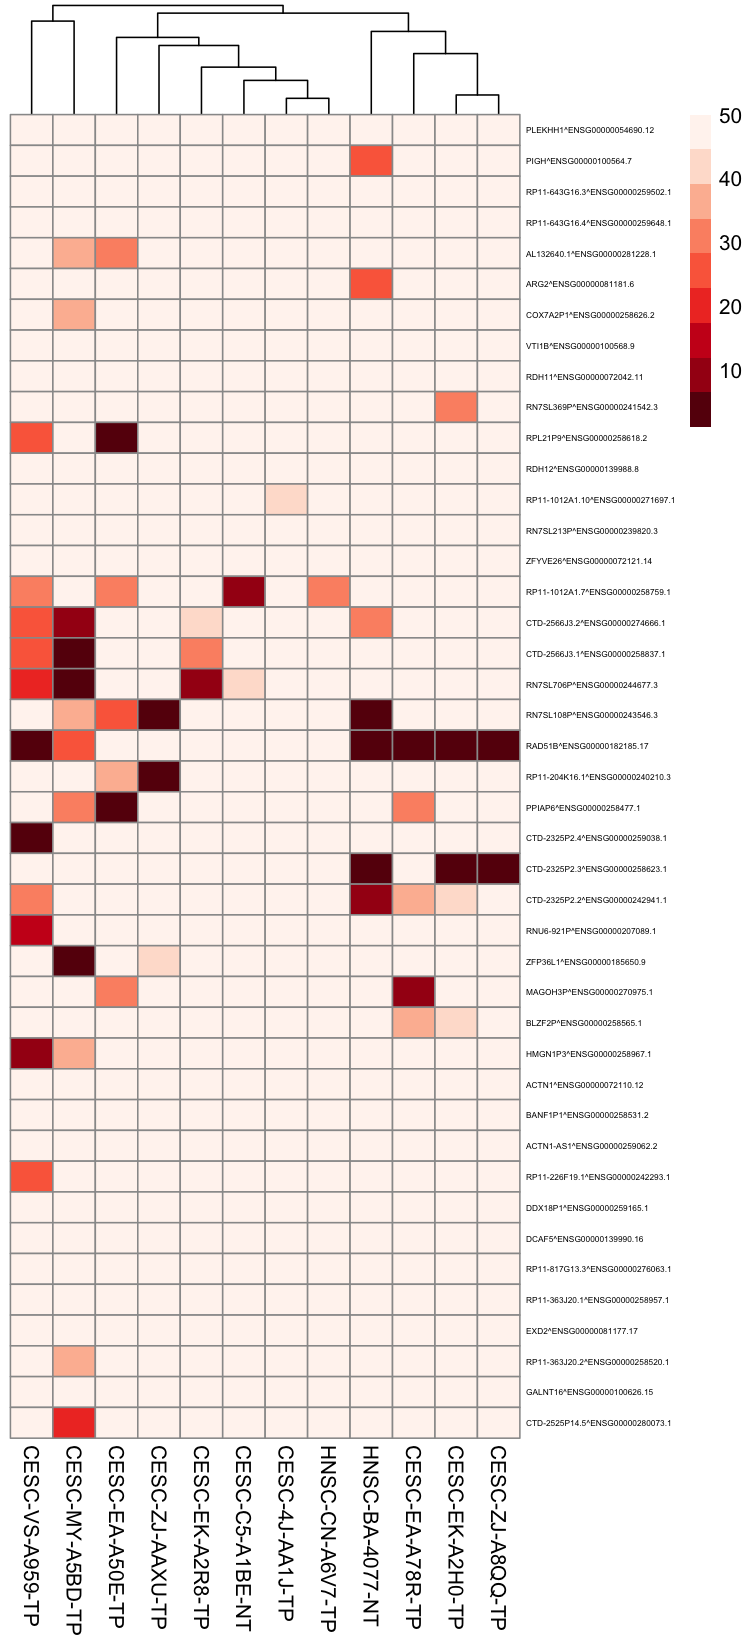 50
40
30
20
10
PLEKHH1^ENSG00000054690.12
PIGH^ENSG00000100564.7
RP11-643G16.3^ENSG00000259502.1
RP11-643G16.4^ENSG00000259648.1
AL132640.1^ENSG00000281228.1
ARG2^ENSG00000081181.6
COX7A2P1^ENSG00000258626.2
VTI1B^ENSG00000100568.9
RDH11^ENSG00000072042.11
RN7SL369P^ENSG00000241542.3
RPL21P9^ENSG00000258618.2
RDH12^ENSG00000139988.8
RP11-1012A1.10^ENSG00000271697.1
RN7SL213P^ENSG00000239820.3
ZFYVE26^ENSG00000072121.14
RP11-1012A1.7^ENSG00000258759.1
CTD-2566J3.2^ENSG00000274666.1
CTD-2566J3.1^ENSG00000258837.1
RN7SL706P^ENSG00000244677.3
RN7SL108P^ENSG00000243546.3
RAD51B^ENSG00000182185.17
RP11-204K16.1^ENSG00000240210.3
PPIAP6^ENSG00000258477.1
CTD-2325P2.4^ENSG00000259038.1
CTD-2325P2.3^ENSG00000258623.1
CTD-2325P2.2^ENSG00000242941.1
RNU6-921P^ENSG00000207089.1
ZFP36L1^ENSG00000185650.9
MAGOH3P^ENSG00000270975.1
BLZF2P^ENSG00000258565.1
HMGN1P3^ENSG00000258967.1
ACTN1^ENSG00000072110.12
BANF1P1^ENSG00000258531.2
ACTN1-AS1^ENSG00000259062.2
RP11-226F19.1^ENSG00000242293.1
DDX18P1^ENSG00000259165.1
DCAF5^ENSG00000139990.16
RP11-817G13.3^ENSG00000276063.1
RP11-363J20.1^ENSG00000258957.1
EXD2^ENSG00000081177.17
RP11-363J20.2^ENSG00000258520.1
GALNT16^ENSG00000100626.15
CTD-2525P14.5^ENSG00000280073.1
CESC-VS-A959-TP
CESC-MY-A5BD-TP
CESC-EA-A50E-TP
CESC-ZJ-AAXU-TP
CESC-EK-A2R8-TP
CESC-C5-A1BE-NT
CESC-4J-AA1J-TP
HNSC-CN-A6V7-TP
HNSC-BA-4077-NT
CESC-EA-A78R-TP
CESC-EK-A2H0-TP
CESC-ZJ-A8QQ-TP